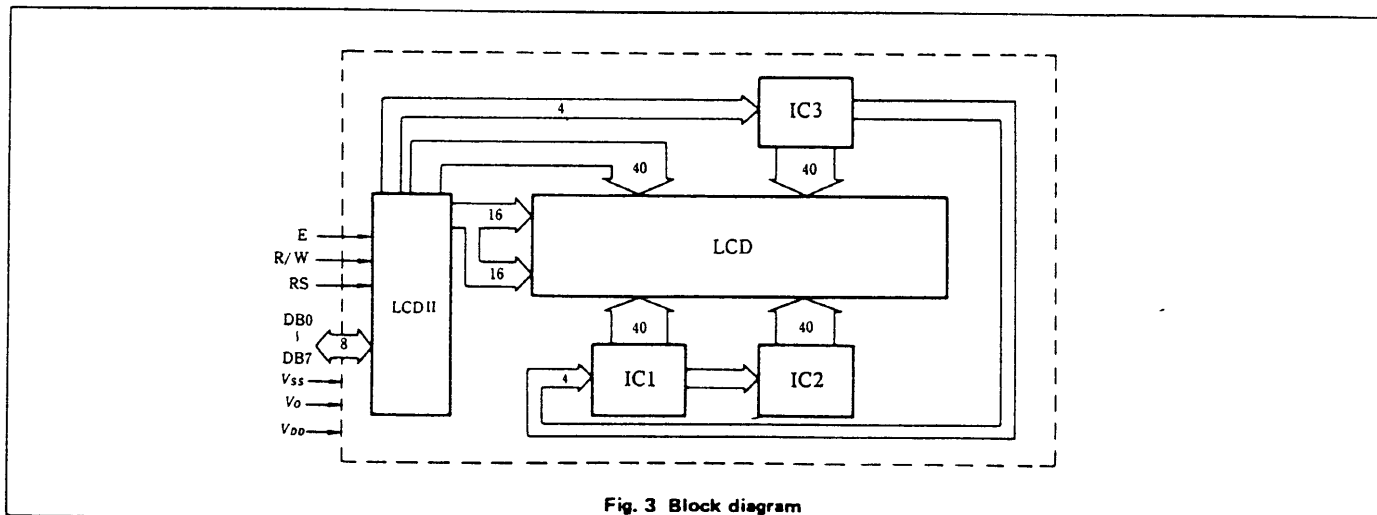 4
IC3
40
40
16
LCD
16
E
R/W
RS
LCDII
DB0
~
DB7
8
Vss
Vo
VDD
40
40
4
IC1
IC2
Fig. 3 Block diagram